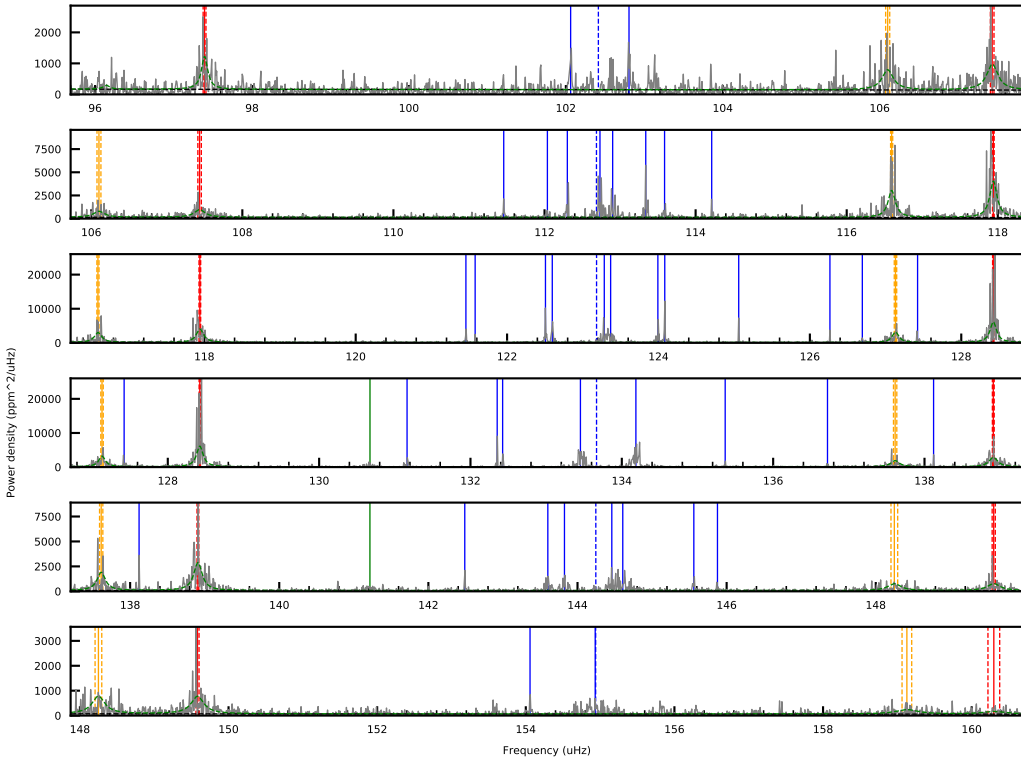 2000
1000
0
96 98 100 102 104 106
7500
5000
2500
0
106 108 110 112 114 116 118
20000
10000
0
118 120 122 124 126 128
Power density (ppm^2/uHz)
20000
10000
0
128 130 132 134 136 138
7500
5000
2500
0
138 140 142 144 146 148
3000
2000
1000
0
148 150 152 154 156 158 160
Frequency (uHz)